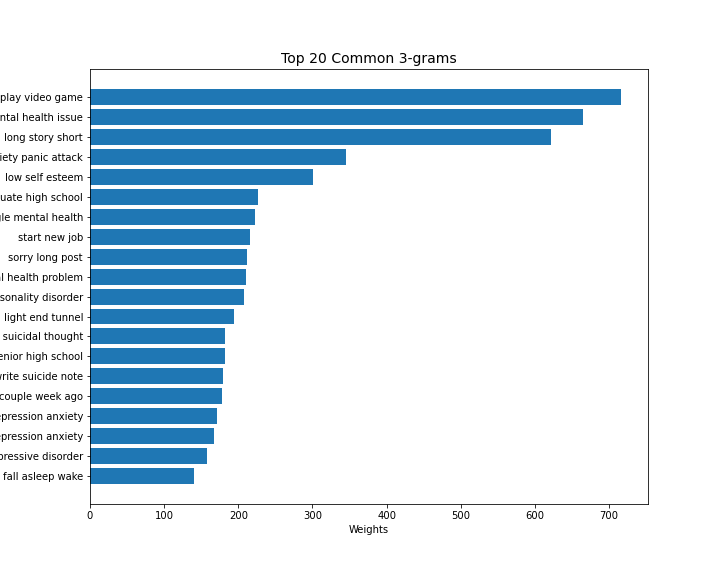 Top 20 Common 3-grams
play video game
ntal health issue
long story short
iety panic attack
low self esteem
uate high school
gle mental health
start new job
sorry long post
l health problem
sonality disorder
light end tunnel
suicidal thought
enior high school
write suicide note
couple week ago
epression anxiety
epression anxiety
pressive disorder
fall asleep wake
0 100 200 300 400 500 600 700
Weights